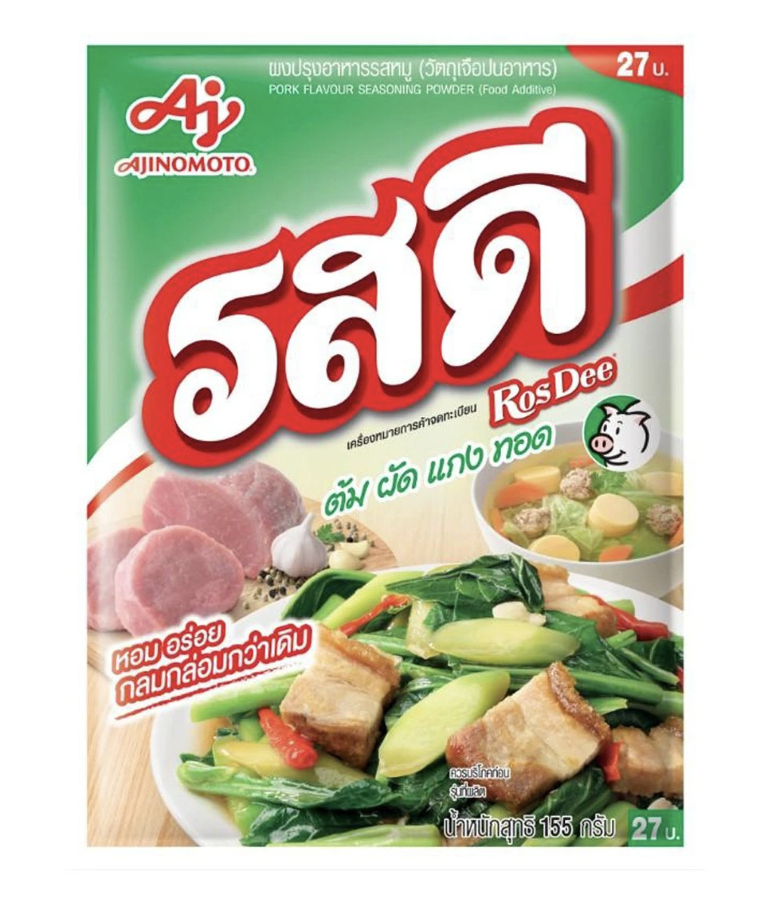 ผงปรุงอาหารรสหมู (วัตถุเจือปนอาหาร)
PORK FLAVOUR SEASONING POWDER (Food Additive)
27 บ.
Aj
AJINOMOTO®
รสดี
RosDee®
เครื่องหมายการค้าจดทะเบียน
ต้ม ผัด แกง ทอด
หอม อร่อย
กลมกล่อมกว่าเดิม
ควรบริโภคก่อน
รุ่นที่ผลิต
น้ำหนักสุทธิ 155 กรัม
27 บ.